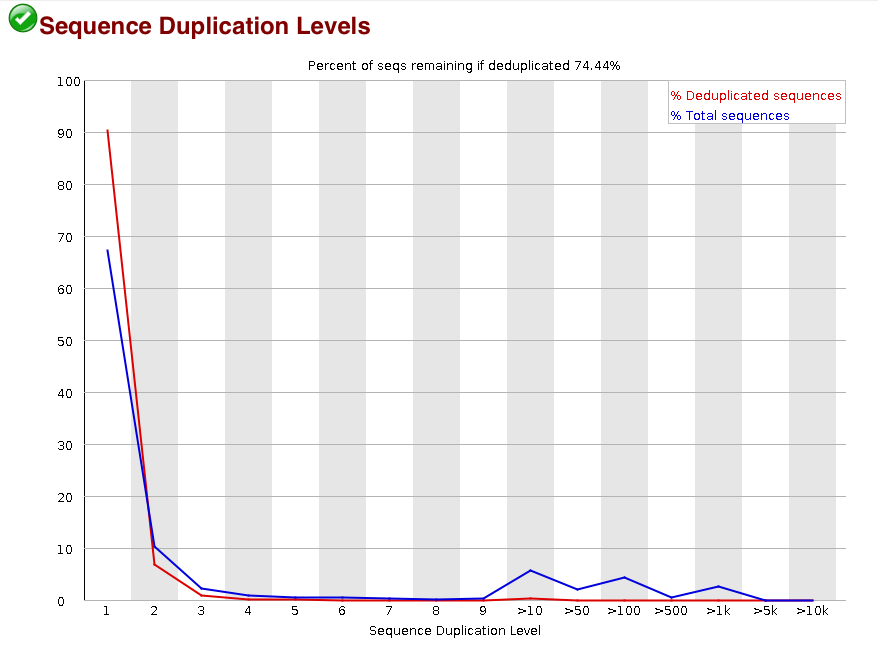 Sequence Duplication Levels
Percent of seqs remaining if deduplicated 74.44%
% Deduplicated sequences
% Total sequences
100
90
80
70
60
50
40
30
20
10
0
1 2 3 4 5 6 7 8 9 >10 >50 >100 >500 >1k >5k >10k
Sequence Duplication Level